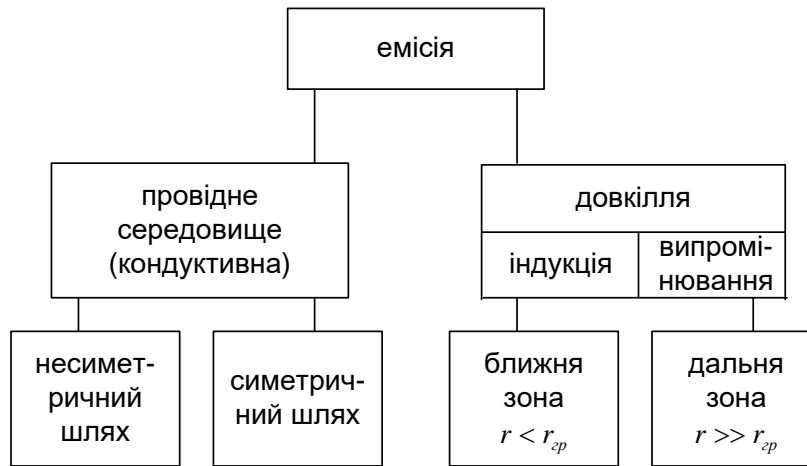 емісія
провідне
середовище
(кондуктивна)
довкілля
індукція
випромі-
нювання
несимет-
ричний
шлях
симетрич-
ний шлях
ближня
зона
r < rгр
дальня
зона
r >> rгр